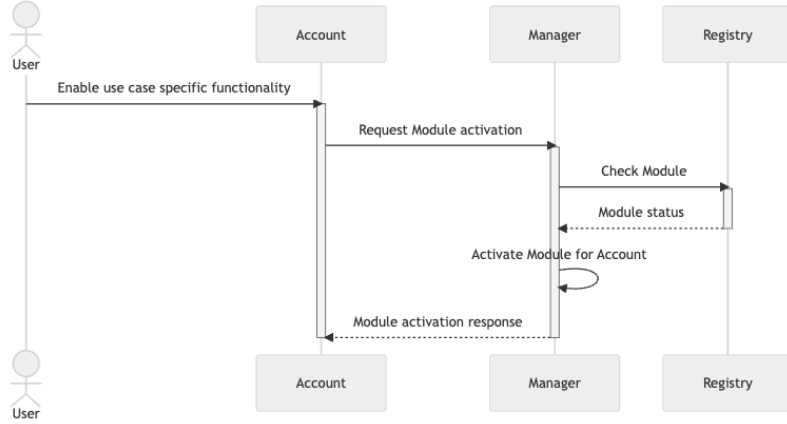 Account
Manager
Registry
User
Enable use case specific functionality
Request Module activation
Check Module
Module status
Activate Module for Account
Module activation response
Account
Manager
Registry
User